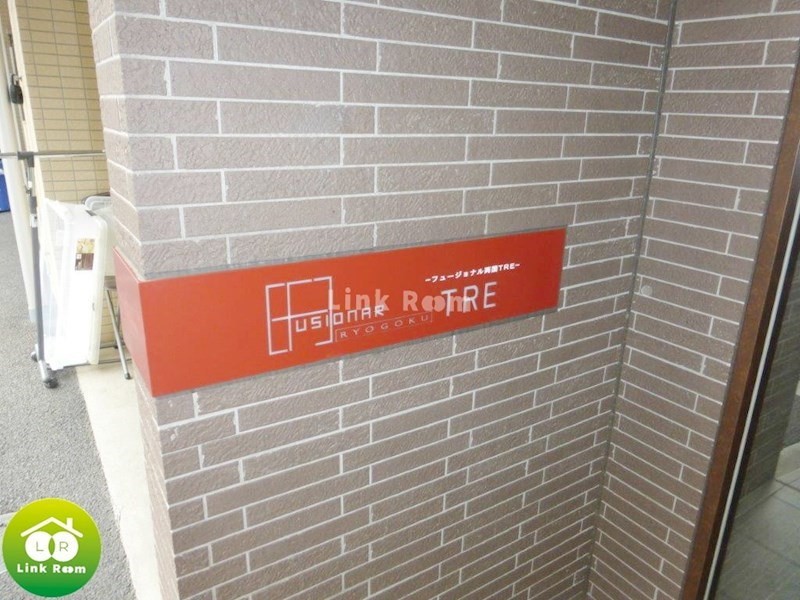 -フュージョナル両国TRE-
Fusionar TRE
RYOGOKU
Link Room
LR
Link Room